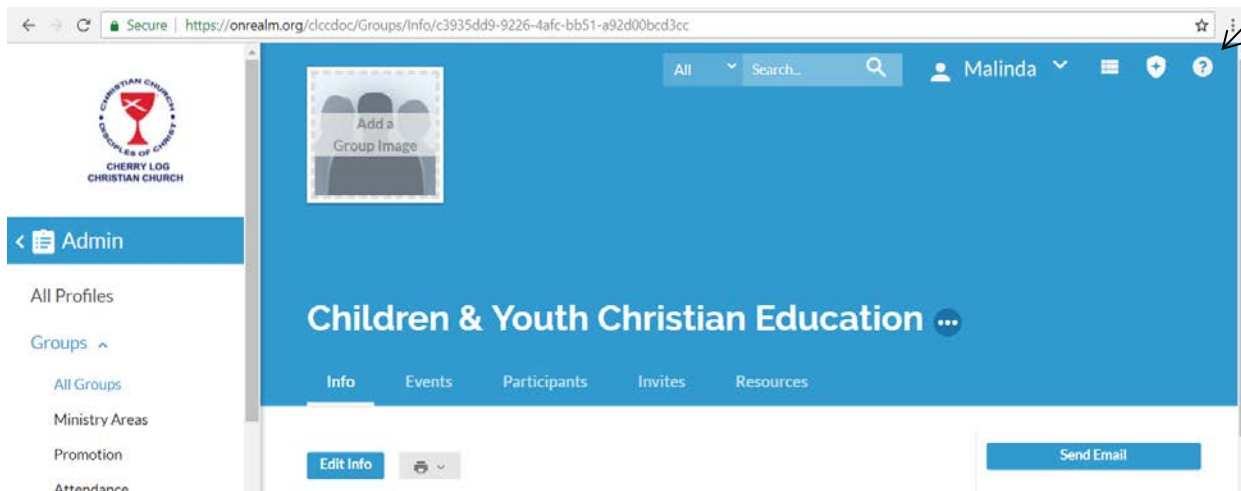 Secure | https://onrealm.org/clccdoc/Groups/Info/c3935dd9-9226-4afc-bb51-a92d00bcd3cc
CHRISTIAN CHURCH
DISCIPLES OF CHRIST
CHERRY LOG
CHRISTIAN CHURCH
All Search... Malinda ?
Add a
Group Image
Admin
All Profiles
Groups
All Groups
Ministry Areas
Promotion
Attendance
Children & Youth Christian Education ...
Info Events Participants Invites Resources
Edit Info
Send Email